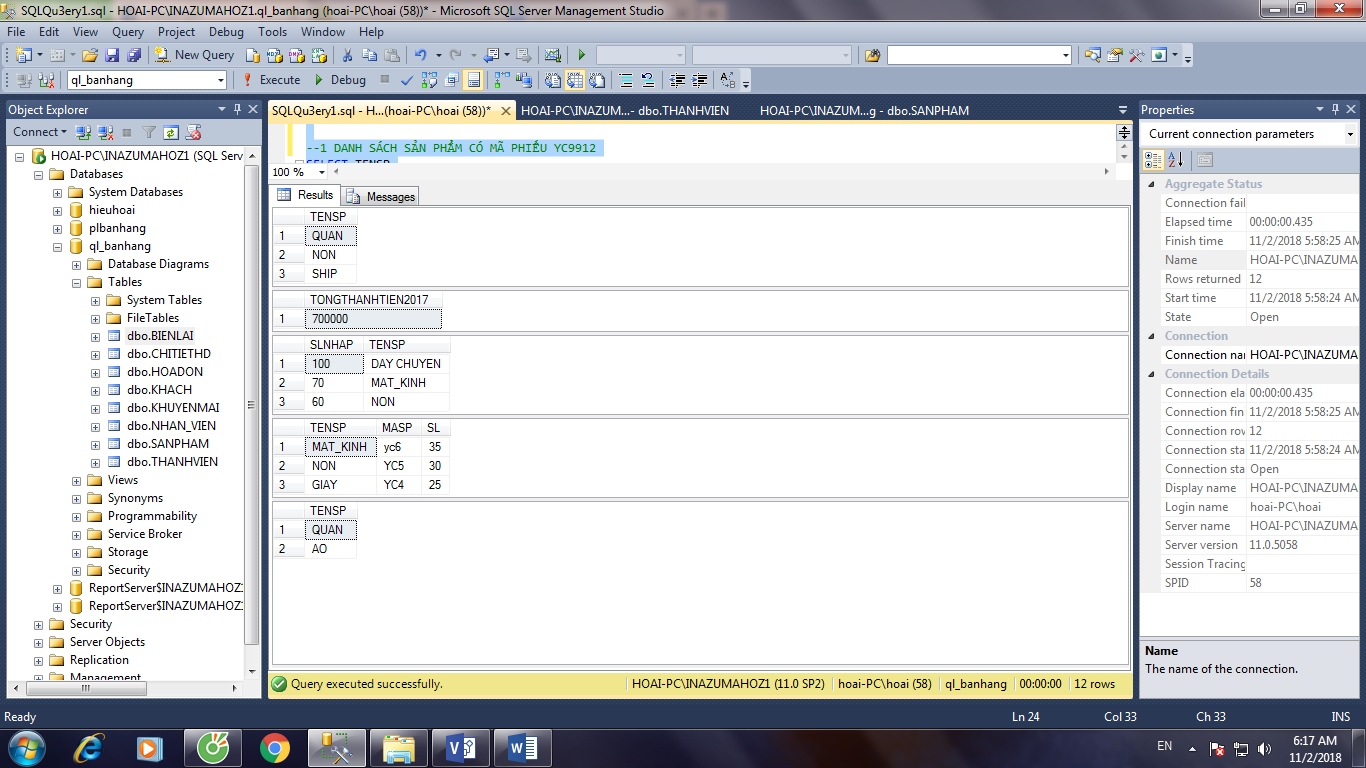 SQLQu3ery1.sql - HOAI-PC\INAZUMAHOZ1.ql_banhang (hoai-PC\hoai (58))* - Microsoft SQL Server Management Studio
File Edit View Query Project Debug Tools Window Help
New Query
ql_banhang Execute Debug
Object Explorer
Connect
HOAI-PC\INAZUMAHOZ1 (SQL Serv
Databases
System Databases
hieuhoai
plbanhang
ql_banhang
Database Diagrams
Tables
System Tables
FileTables
dbo.BIENLAI
dbo.CHITIETHD
dbo.HOADON
dbo.KHACH
dbo.KHUYENMAI
dbo.NHAN_VIEN
dbo.SANPHAM
dbo.THANHVIEN
Views
Synonyms
Programmability
Service Broker
Storage
Security
ReportServer$INAZUMAHOZ1
ReportServer$INAZUMAHOZ1
Security
Server Objects
Replication
Management
SQLQu3ery1.sql - H...(hoai-PC\hoai (58))* HOAI-PC\INAZUM...- dbo.THANHVIEN HOAI-PC\INAZUM...g - dbo.SANPHAM
--1 DANH SÁCH SẢN PHẨM CÓ MÃ PHIẾU YC9912
SELECT TENSP
100 %
Results Messages
TENSP
1 QUAN
2 NON
3 SHIP
TONGTHANHTIEN2017
1 700000
SLNHAP TENSP
1 100 DAY CHUYEN
2 70 MAT_KINH
3 60 NON
TENSP MASP SL
1 MAT_KINH yc6 35
2 NON YC5 30
3 GIAY YC4 25
TENSP
1 QUAN
2 AO
Query executed successfully. HOAI-PC\INAZUMAHOZ1 (11.0 SP2) hoai-PC\hoai (58) ql_banhang 00:00:00 12 rows
Properties
Current connection parameters
Aggregate Status
Connection fail
Elapsed time 00:00:00.435
Finish time 11/2/2018 5:58:25 AM
Name HOAI-PC\INAZUMA
Rows returned 12
Start time 11/2/2018 5:58:24 AM
State Open
Connection
Connection nar HOAI-PC\INAZUMA
Connection Details
Connection ela 00:00:00.435
Connection fin 11/2/2018 5:58:25 AM
Connection rov 12
Connection sta 11/2/2018 5:58:24 AM
Connection sta Open
Display name HOAI-PC\INAZUMA
Login name hoai-PC\hoai
Server name HOAI-PC\INAZUMA
Server version 11.0.5058
Session Tracing
SPID 58
Name
The name of the connection.
Ready Ln 24 Col 33 Ch 33 INS
EN 6:17 AM
11/2/2018